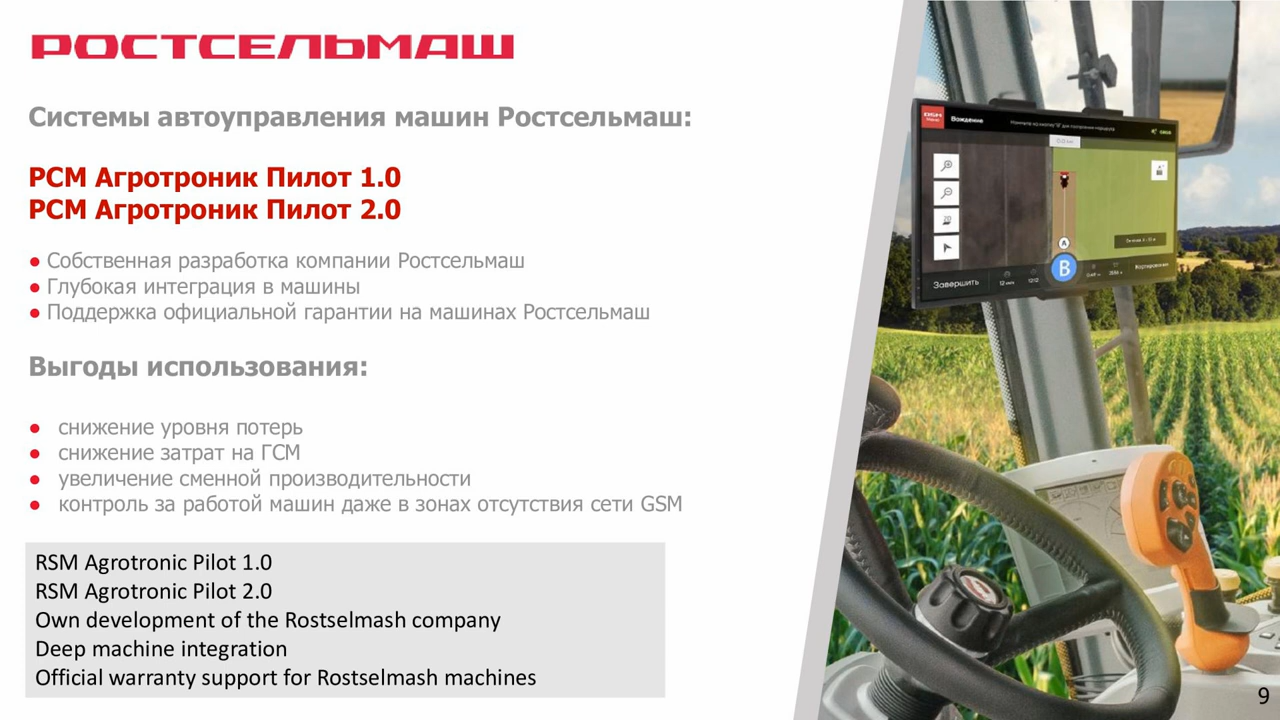 РОСТСЕЛЬМАШ
Системы автоуправления машин Ростсельмаш:
РСМ Агротроник Пилот 1.0
РСМ Агротроник Пилот 2.0
● Собственная разработка компании Ростсельмаш
● Глубокая интеграция в машины
● Поддержка официальной гарантии на машинах Ростсельмаш
Выгоды использования:
● снижение уровня потерь
● снижение затрат на ГСМ
● увеличение сменной производительности
● контроль за работой машин даже в зонах отсутствия сети GSM
RSM Agrotronic Pilot 1.0
RSM Agrotronic Pilot 2.0
Own development of the Rostselmash company
Deep machine integration
Official warranty support for Rostselmash machines
Вождение
2D
A
B
Завершить
Картирование
9